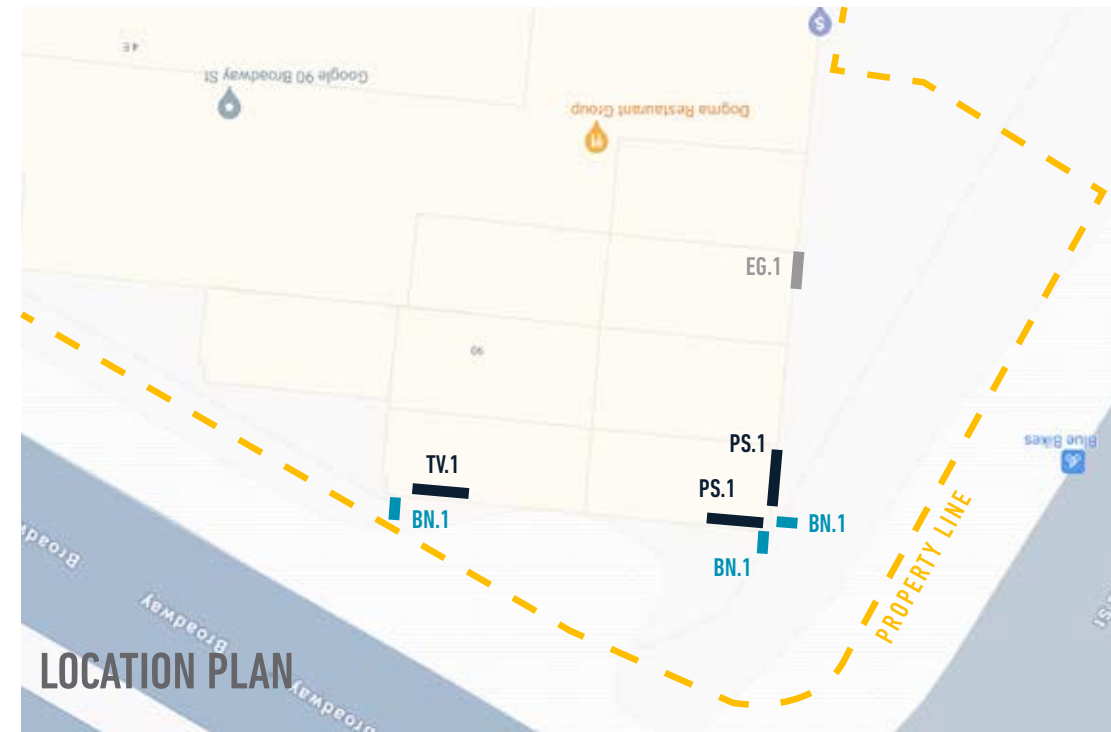 $
4E
Google 90 Broadway St
Dogma Restaurant Group
EG.1
90
PS.1
Blue Bikes
TV.1
PS.1
BN.1
BN.1
BN.1
PROPERTY LINE
Broadway
Broadway
LOCATION PLAN
Broadway